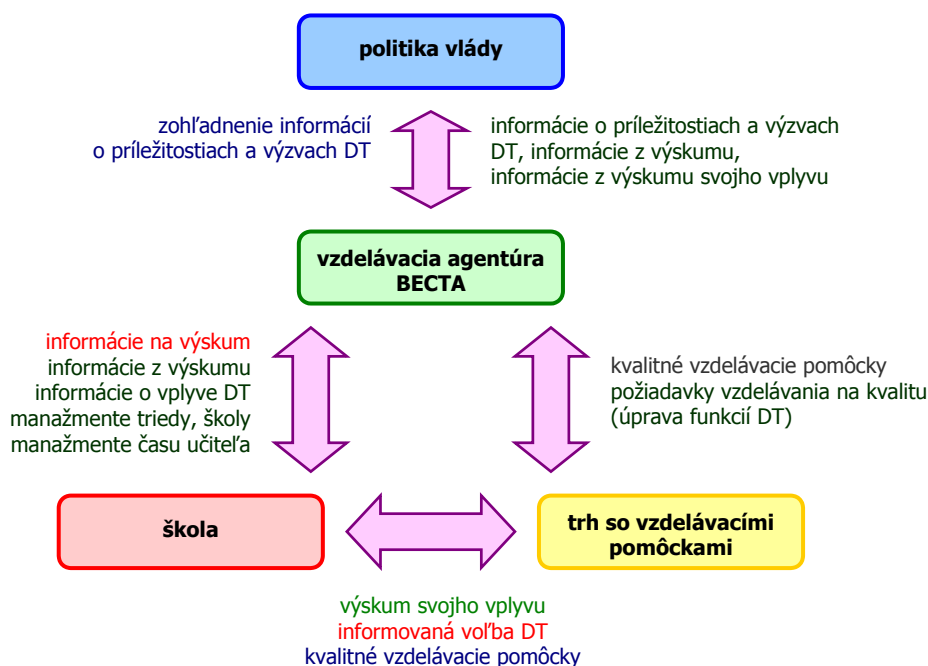 politika vlády
zohľadnenie informácií
o príležitostiach a výzvach DT
informácie o príležitostiach a výzvach
DT, informácie z výskumu,
informácie z výskumu svojho vplyvu
vzdelávacia agentúra
BECTA
informácie na výskum
informácie z výskumu
informácie o vplyve DT
manažmente triedy, školy
manažmente času učiteľa
kvalitné vzdelávacie pomôcky
požiadavky vzdelávania na kvalitu
(úprava funkcií DT)
škola
trh so vzdelávacími
pomôckami
výskum svojho vplyvu
informovaná voľba DT
kvalitné vzdelávacie pomôcky